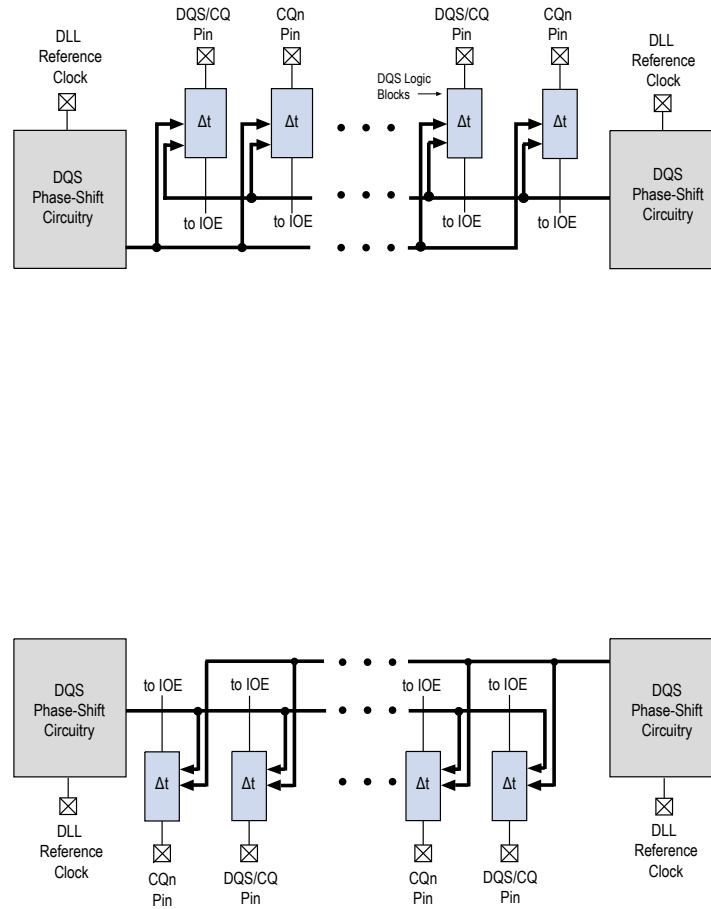 DQS/CQ
Pin
CQn
Pin
DQS/CQ
Pin
CQn
Pin
DLL
Reference
Clock
DLL
Reference
Clock
DQS Logic
Blocks
Δt
Δt
Δt
Δt
DQS
Phase-Shift
Circuitry
DQS
Phase-Shift
Circuitry
to IOE
to IOE
to IOE
to IOE
DQS
Phase-Shift
Circuitry
DQS
Phase-Shift
Circuitry
to IOE
to IOE
to IOE
to IOE
Δt
Δt
Δt
Δt
DLL
Reference
Clock
DLL
Reference
Clock
CQn
Pin
DQS/CQ
Pin
CQn
Pin
DQS/CQ
Pin